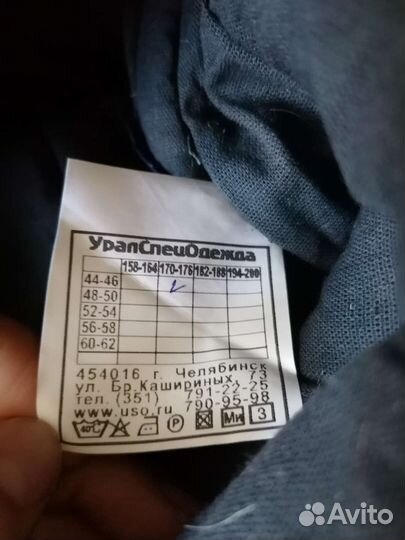 УралСпецОдежда
158-164 170-176 182-188 194-200
44-46
48-50
52-54
56-58
60-62
454016 г. Челябинск
ул. Бр.Кашириных, 73
тел. (351) 791-22-25
www.uso.ru 790-95-98
40° P Ми 3
Avito